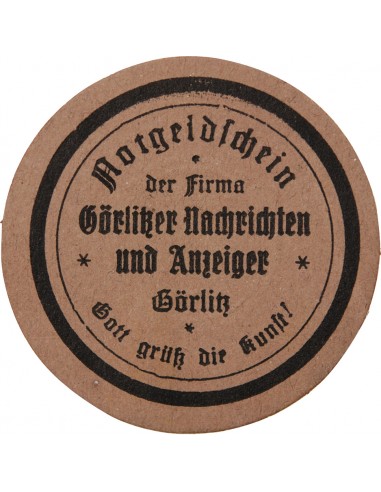 Notgeldschein
der Firma
Görlitzer Nachrichten
und Anzeiger
Görlitz
Gott grüß die Kunst!